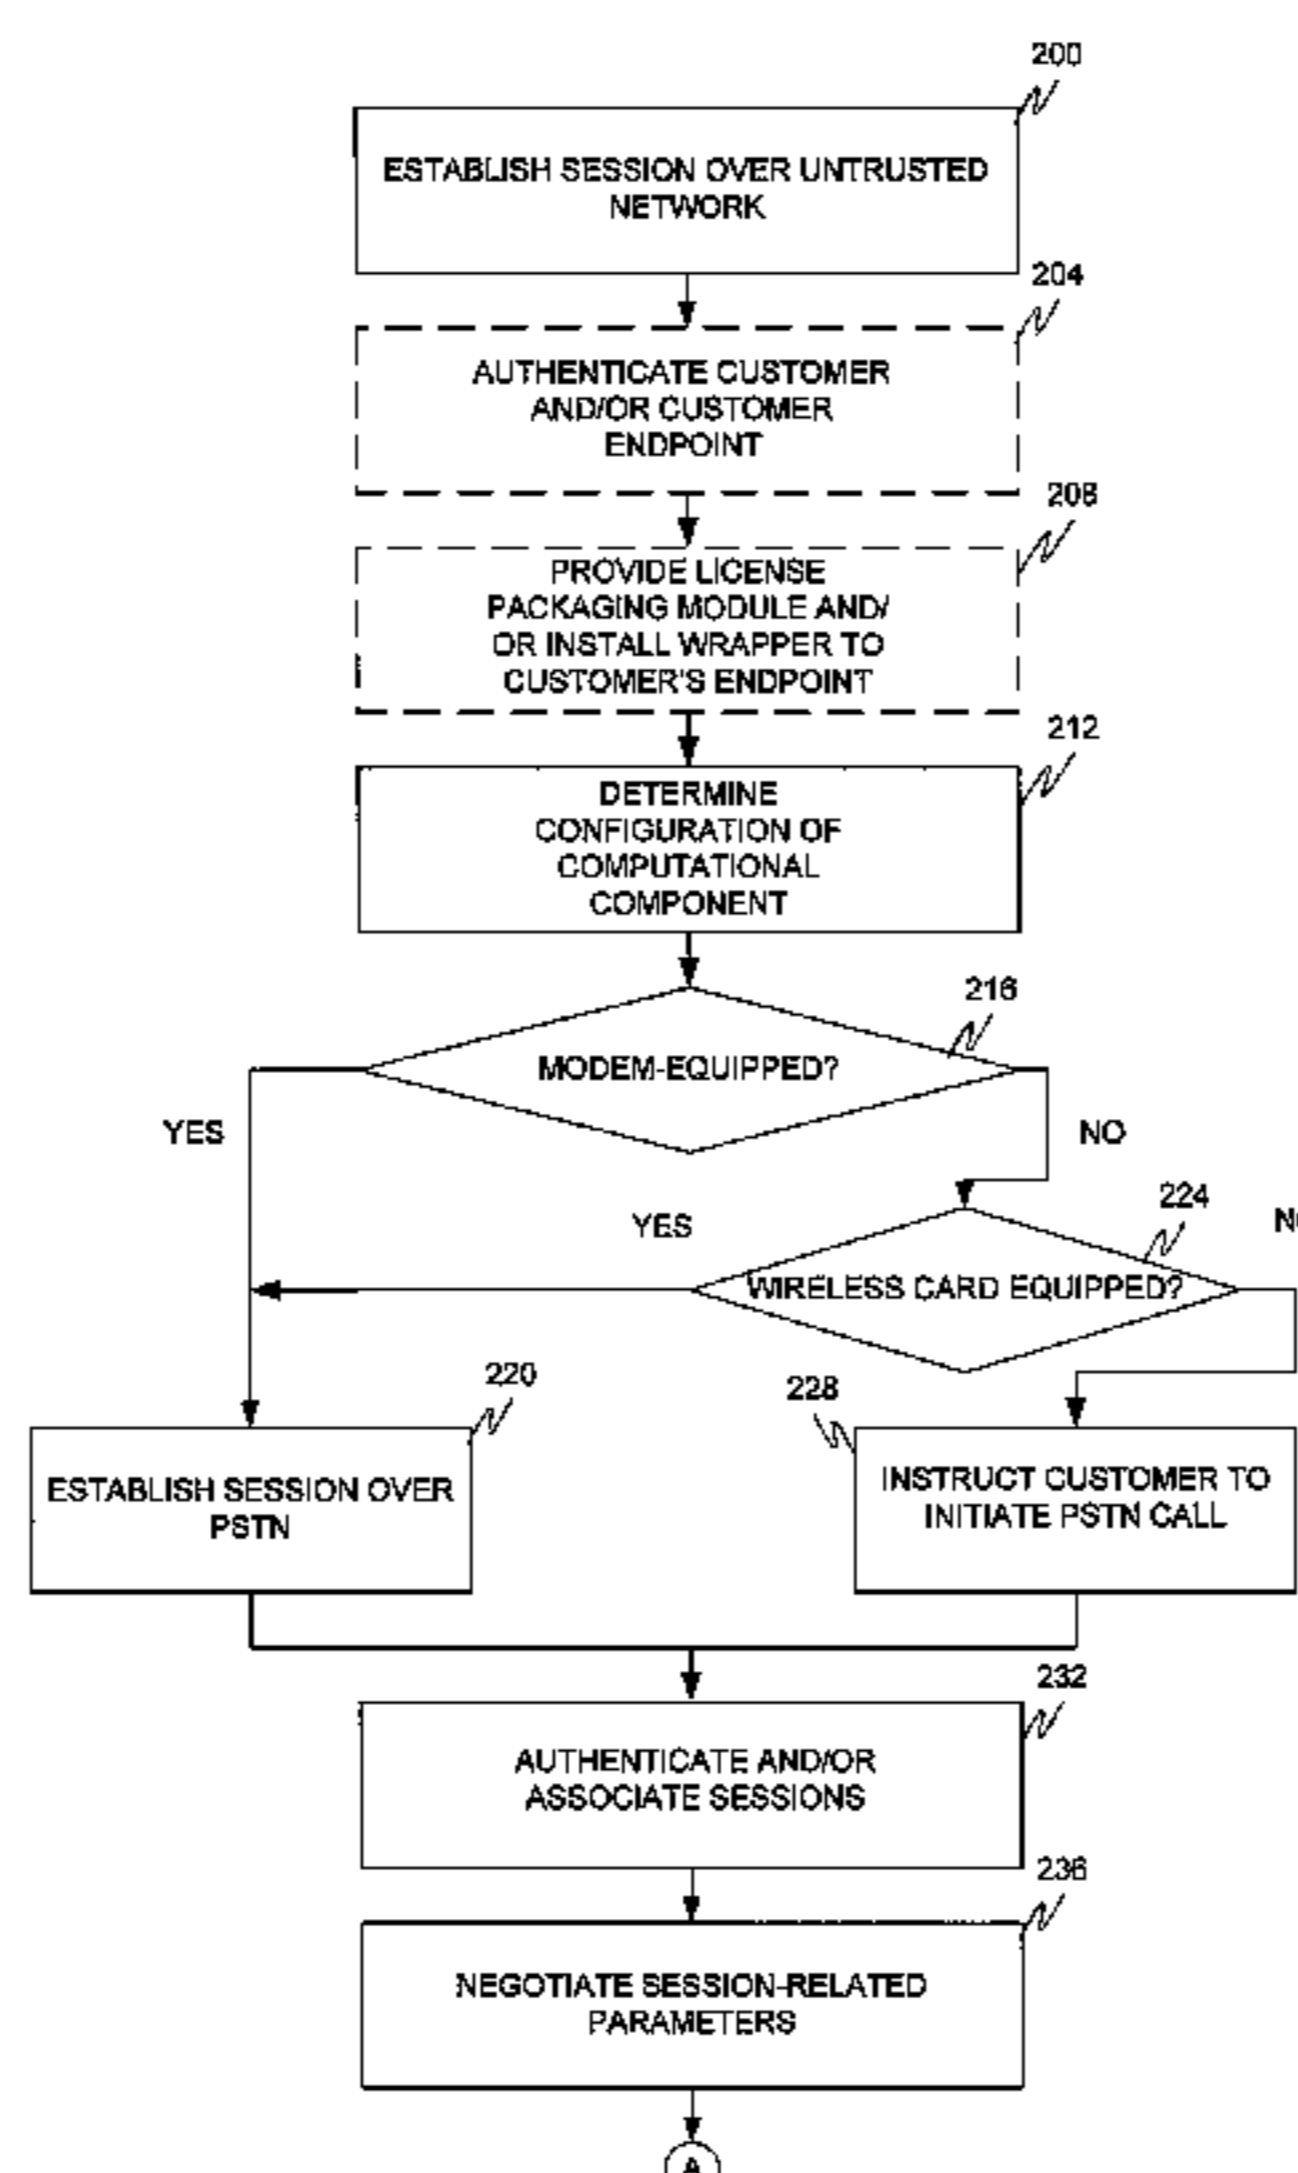 200
ESTABLISH SESSION OVER UNTRUSTED
NETWORK
204
AUTHENTICATE CUSTOMER
AND/OR CUSTOMER
ENDPOINT
208
PROVIDE LICENSE
PACKAGING MODULE AND/
OR INSTALL WRAPPER TO
CUSTOMER'S ENDPOINT
212
DETERMINE
CONFIGURATION OF
COMPUTATIONAL
COMPONENT
216
MODEM-EQUIPPED?
YES
NO
224
YES
WIRELESS CARD EQUIPPED?
220
228
ESTABLISH SESSION OVER
PSTN
INSTRUCT CUSTOMER TO
INITIATE PSTN CALL
232
AUTHENTICATE AND/OR
ASSOCIATE SESSIONS
236
NEGOTIATE SESSION-RELATED
PARAMETERS
A